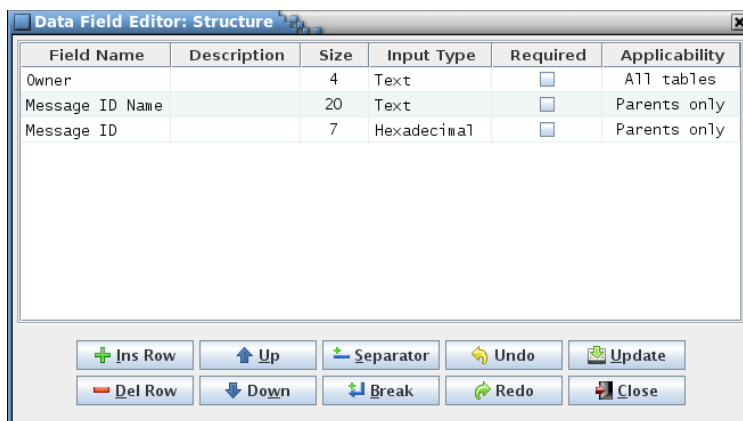 Data Field Editor: Structure
Field Name Description Size Input Type Required Applicability
Owner 4 Text All tables
Message ID Name 20 Text Parents only
Message ID 7 Hexadecimal Parents only
Ins Row Up Separator Undo Update
Del Row Down Break Redo Close